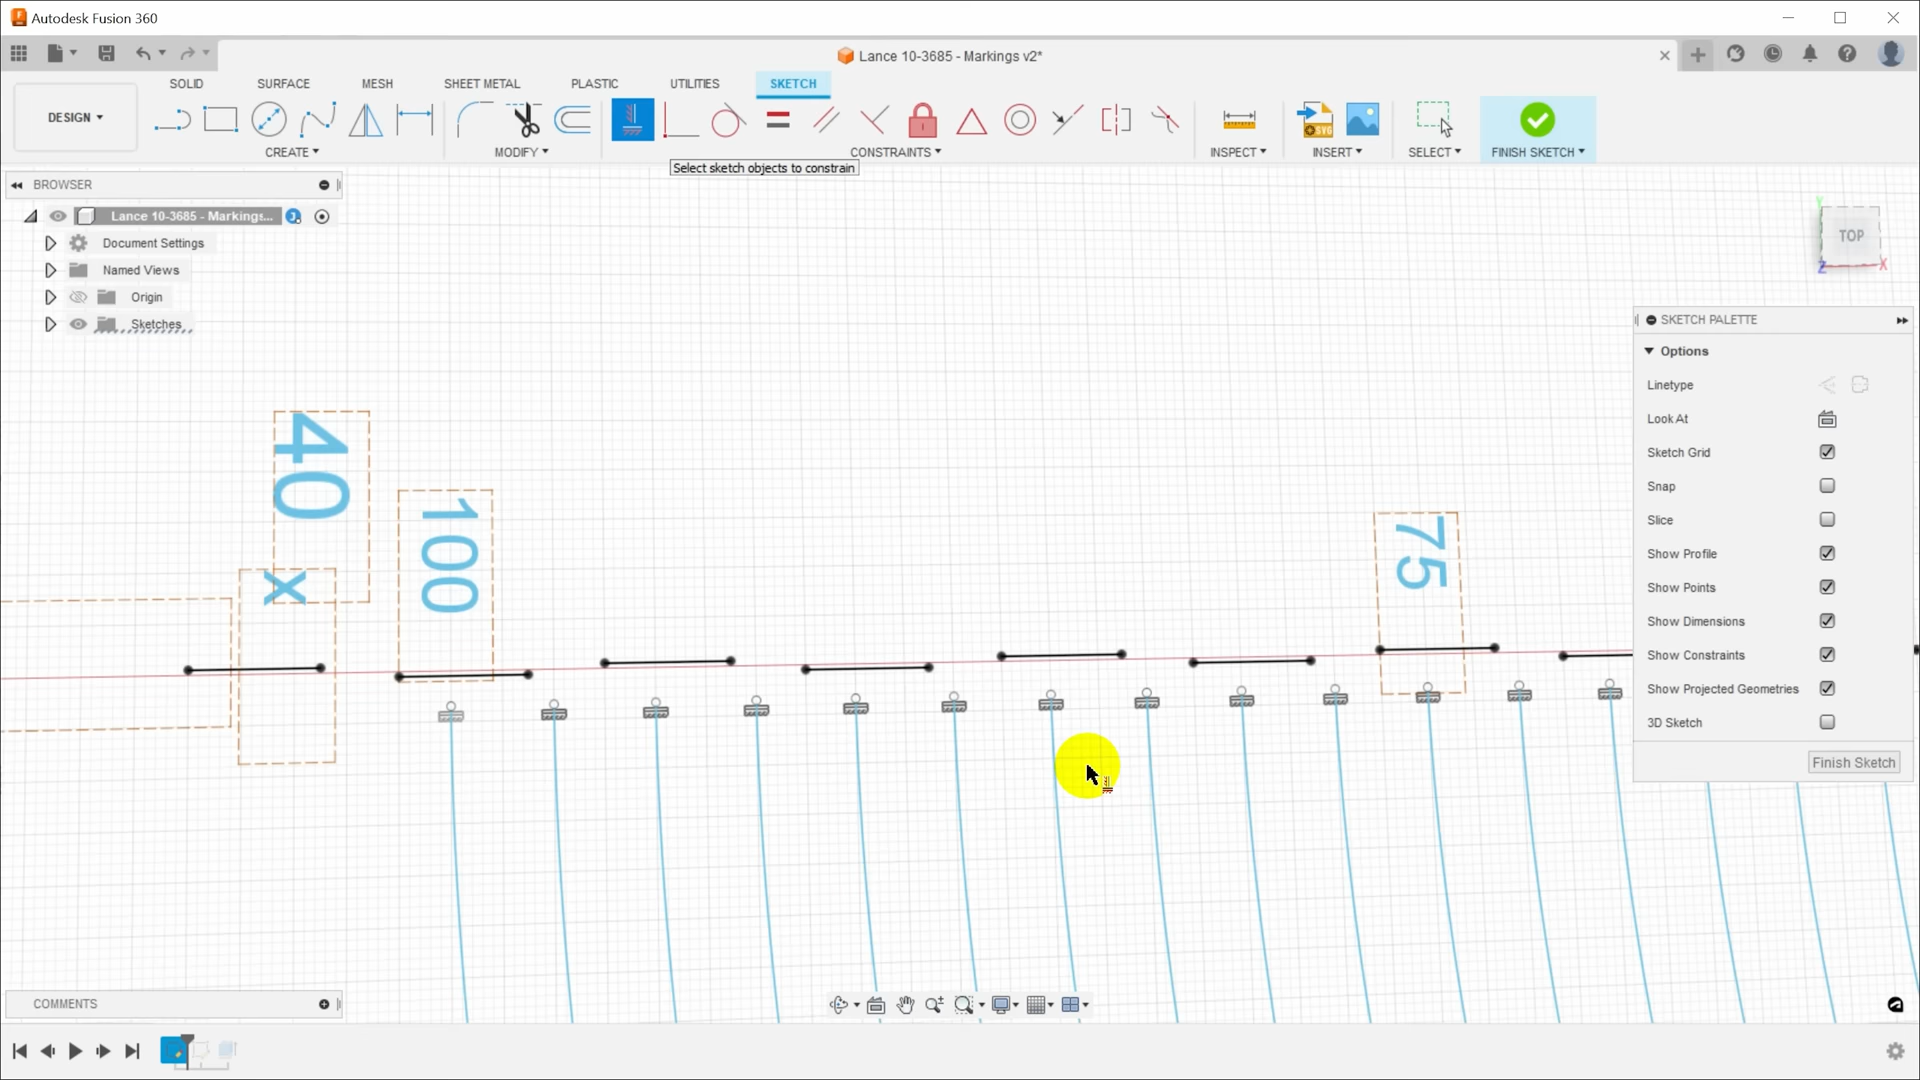 Autodesk Fusion 360
Lance 10-3685 - Markings v2*
SOLID SURFACE MESH SHEET METAL PLASTIC UTILITIES SKETCH
DESIGN
SVG
CREATE MODIFY CONSTRAINTS INSPECT INSERT SELECT FINISH SKETCH
Select sketch objects to constrain
BROWSER
Lance 10-3685 - Markings...
Document Settings
Named Views
Origin
Sketches
TOP
Y
Z
X
SKETCH PALETTE
Options
Linetype
Look At
Sketch Grid
Snap
Slice
Show Profile
Show Points
Show Dimensions
Show Constraints
Show Projected Geometries
3D Sketch
Finish Sketch
40
x
100
75
COMMENTS